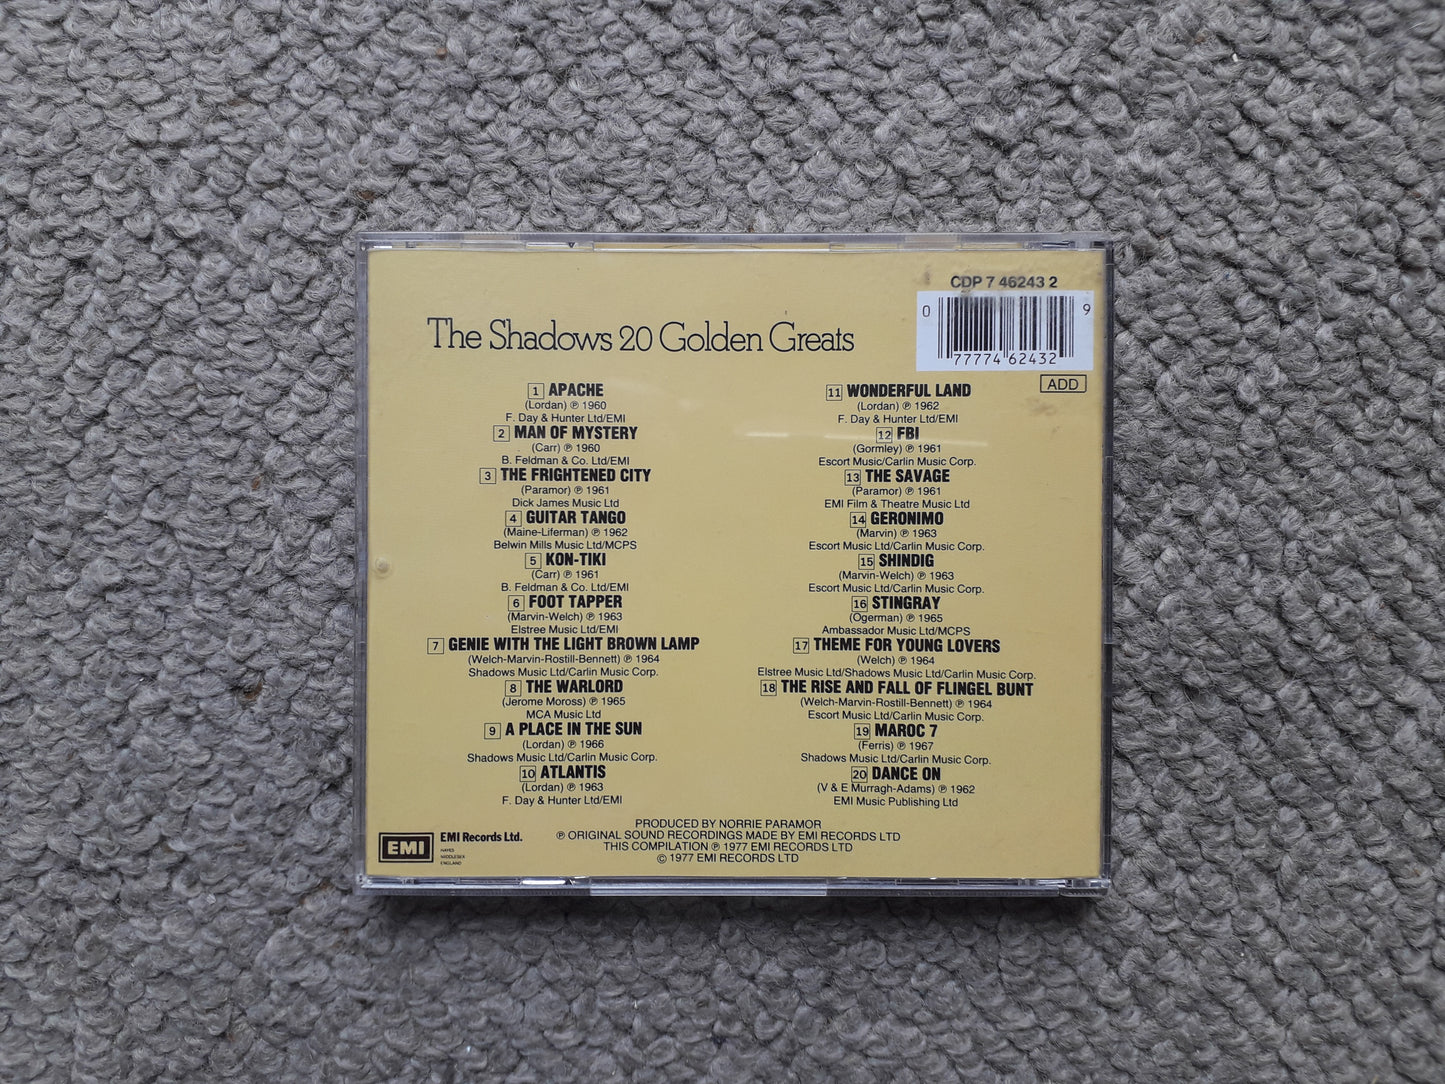 CDP 7 46243 2
0 77774 62432 9
The Shadows 20 Golden Greats
ADD
1 APACHE
(Lordan) ℗ 1960
F. Day & Hunter Ltd/EMI
2 MAN OF MYSTERY
(Carr) ℗ 1960
B. Feldman & Co. Ltd/EMI
3 THE FRIGHTENED CITY
(Paramor) ℗ 1961
Dick James Music Ltd
4 GUITAR TANGO
(Maine-Liferman) ℗ 1962
Belwin Mills Music Ltd/MCPS
5 KON-TIKI
(Carr) ℗ 1961
B. Feldman & Co. Ltd/EMI
6 FOOT TAPPER
(Marvin-Welch) ℗ 1963
Elstree Music Ltd/EMI
7 GENIE WITH THE LIGHT BROWN LAMP
(Welch-Marvin-Rostill-Bennett) ℗ 1964
Shadows Music Ltd/Carlin Music Corp.
8 THE WARLORD
(Jerome Moross) ℗ 1965
MCA Music Ltd
9 A PLACE IN THE SUN
(Lordan) ℗ 1966
Shadows Music Ltd/Carlin Music Corp.
10 ATLANTIS
(Lordan) ℗ 1963
F. Day & Hunter Ltd/EMI
11 WONDERFUL LAND
(Lordan) ℗ 1962
F. Day & Hunter Ltd/EMI
12 FBI
(Gormley) ℗ 1961
Escort Music/Carlin Music Corp.
13 THE SAVAGE
(Paramor) ℗ 1961
EMI Film & Theatre Music Ltd
14 GERONIMO
(Marvin) ℗ 1963
Escort Music Ltd/Carlin Music Corp.
15 SHINDIG
(Marvin-Welch) ℗ 1963
Escort Music Ltd/Carlin Music Corp.
16 STINGRAY
(Ogerman) ℗ 1965
Ambassador Music Ltd/MCPS
17 THEME FOR YOUNG LOVERS
(Welch) ℗ 1964
Elstree Music Ltd/Shadows Music Ltd/Carlin Music Corp.
18 THE RISE AND FALL OF FLINGEL BUNT
(Welch-Marvin-Rostill-Bennett) ℗ 1964
Escort Music Ltd/Carlin Music Corp.
19 MAROC 7
(Ferris) ℗ 1967
Shadows Music Ltd/Carlin Music Corp.
20 DANCE ON
(V & E Murragh-Adams) ℗ 1962
EMI Music Publishing Ltd
PRODUCED BY NORRIE PARAMOR
℗ ORIGINAL SOUND RECORDINGS MADE BY EMI RECORDS LTD
THIS COMPILATION ℗ 1977 EMI RECORDS LTD
© 1977 EMI RECORDS LTD
EMI
EMI Records Ltd.
HAYES
MIDDLESEX
ENGLAND